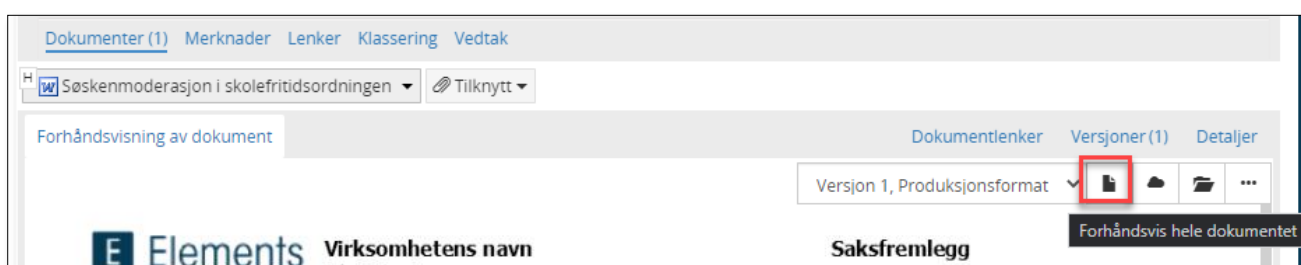 Dokumenter (1) Merknader Lenker Klassering Vedtak
H Søskenmoderasjon i skolefritidsordningen Tilknytt
Forhåndsvisning av dokument Dokumentlenker Versjoner (1) Detaljer
Versjon 1, Produksjonsformat
Forhåndsvis hele dokumentet
E Elements Virksomhetens navn Saksfremlegg